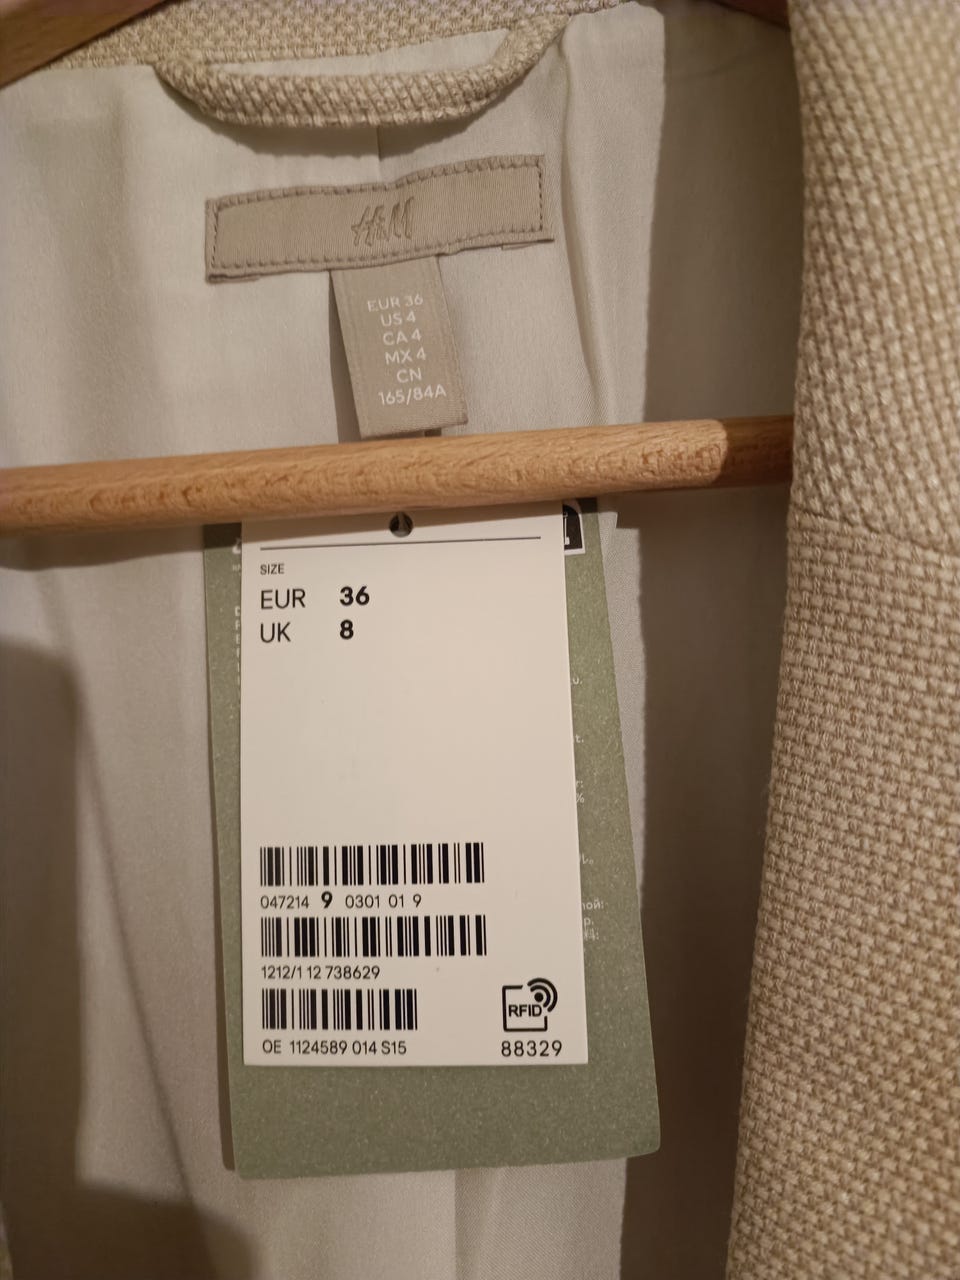 H&M
EUR 36
US 4
CA 4
MX 4
CN
165/84A
SIZE
EUR 36
UK 8
047214 9 0301 01 9
1212/1 12 738629
OE 1124589 014 S15
RFID
88329